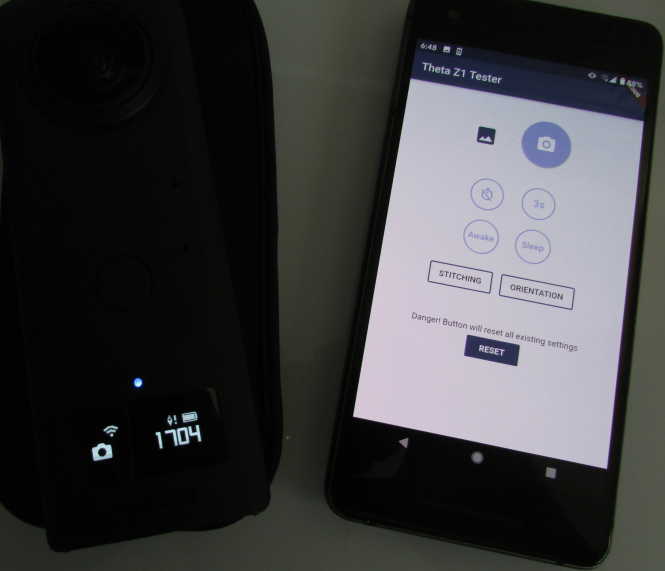 6:48
88%
Theta Z1 Tester
3s
Awake
Sleep
STITCHING
ORIENTATION
Danger! Button will reset all existing settings
RESET
!
1704